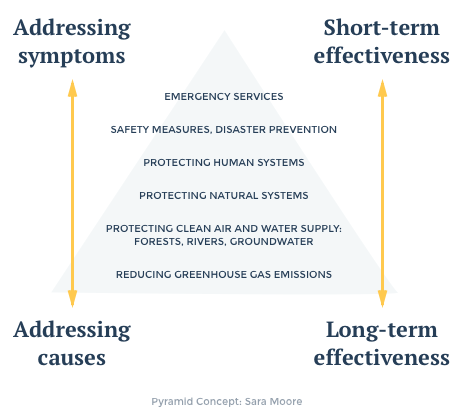 Addressing
symptoms
Short-term
effectiveness
EMERGENCY SERVICES
SAFETY MEASURES, DISASTER PREVENTION
PROTECTING HUMAN SYSTEMS
PROTECTING NATURAL SYSTEMS
PROTECTING CLEAN AIR AND WATER SUPPLY:
FORESTS, RIVERS, GROUNDWATER
REDUCING GREENHOUSE GAS EMISSIONS
Addressing
causes
Long-term
effectiveness
Pyramid Concept: Sara Moore